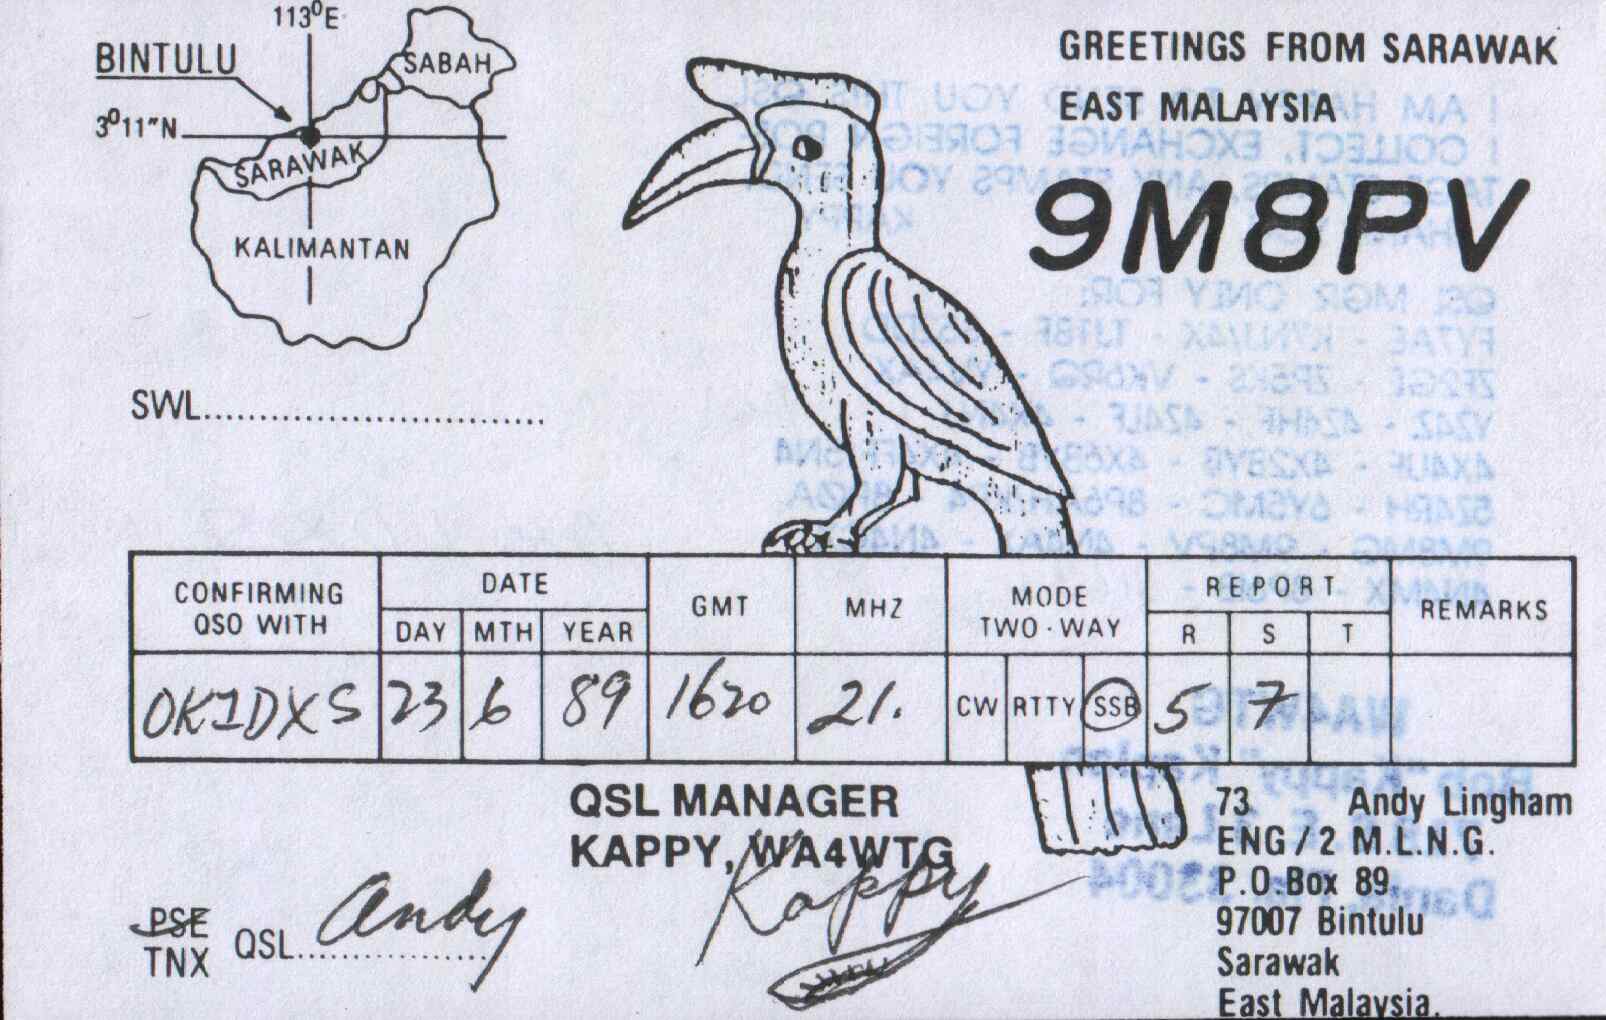 113⁰E
BINTULU
SABAH
3⁰11″N
SARAWAK
KALIMANTAN
GREETINGS FROM SARAWAK
EAST MALAYSIA
9M8PV
SWL
CONFIRMING QSO WITH
DATE
DAY MTH YEAR
GMT
MHZ
MODE TWO·WAY
REPORT
R S T
REMARKS
OK1DXS 23 6 89 1620 21. CW RTTY SSB 5 7
QSL MANAGER
KAPPY, WA4WTG
Kappy
PSE
TNX
QSL Andy
73 Andy Lingham
ENG/2 M.L.N.G.
P.O.Box 89
97007 Bintulu
Sarawak
East Malaysia.